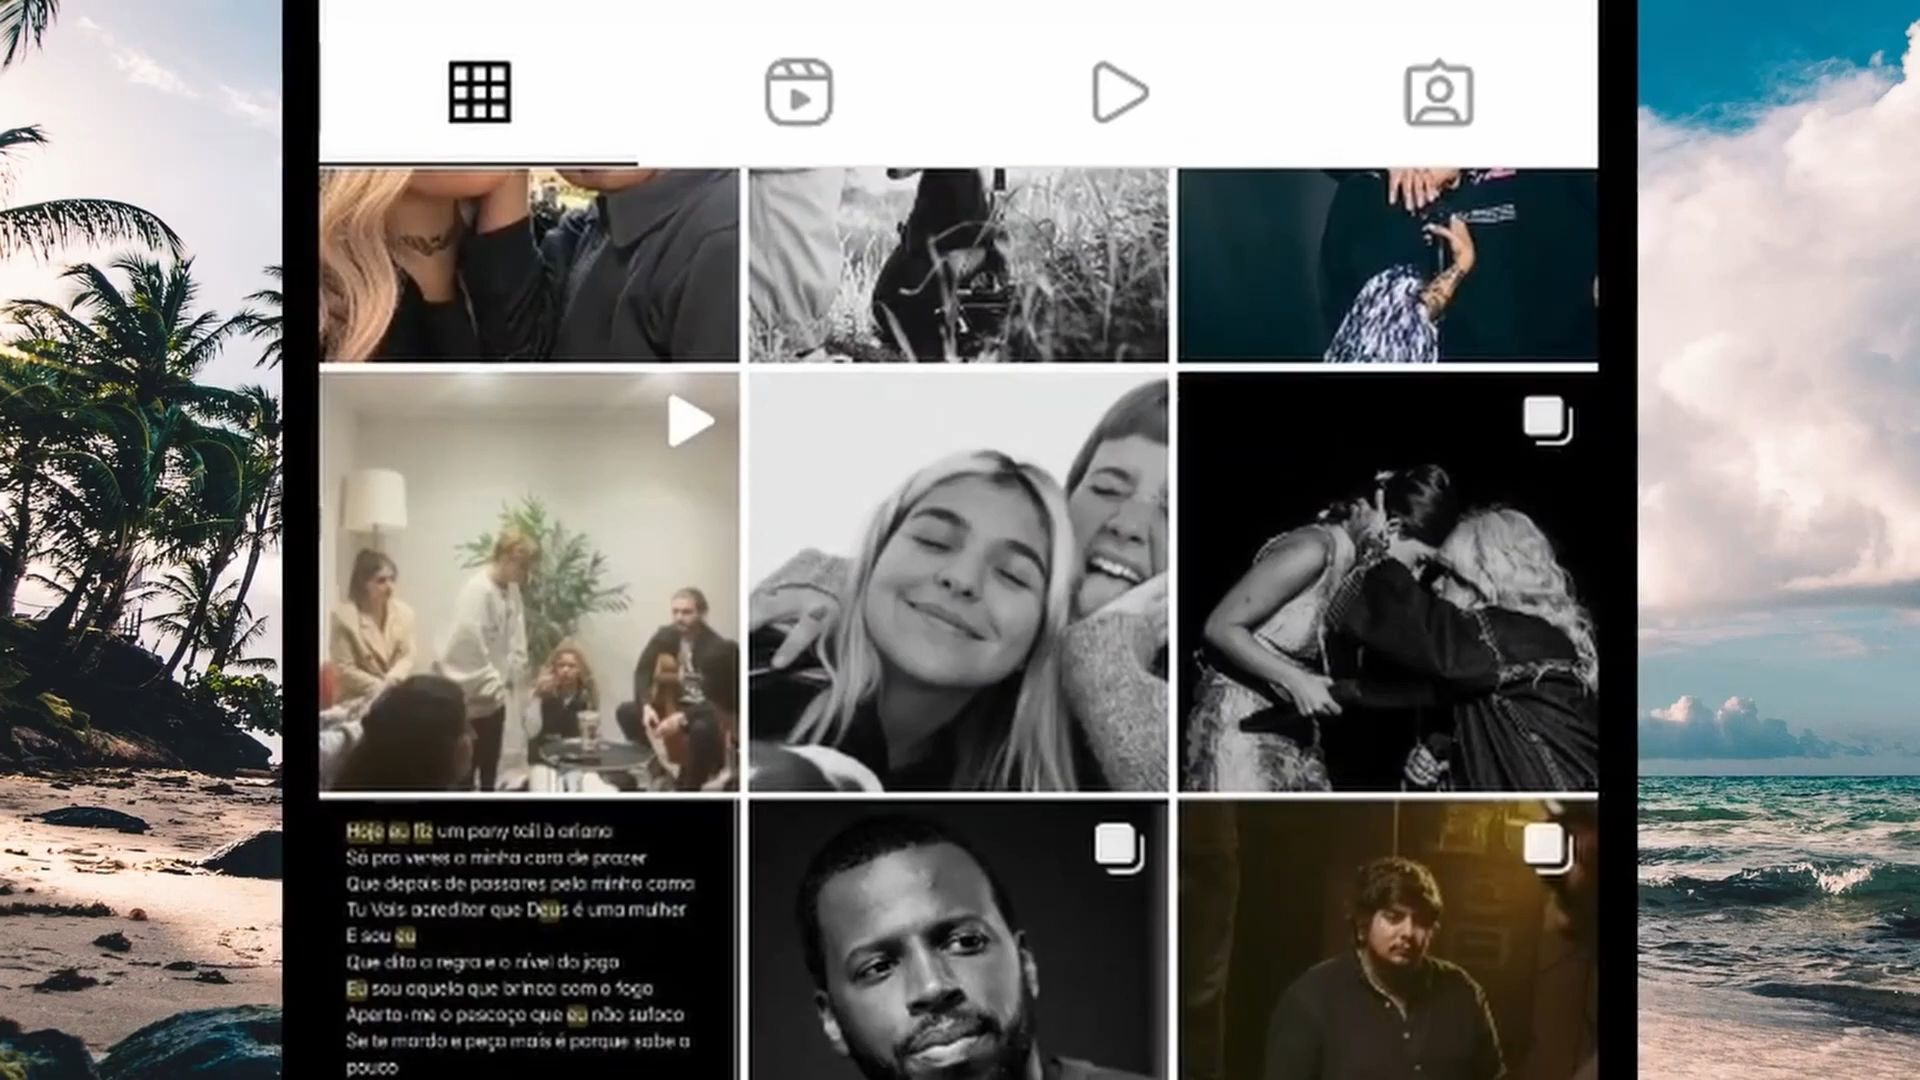 Hoje eu fiz um pony tail à ariana
Só pra veres a minha cara de prazer
Que depois de passares pela minha cama
Tu Vais acreditar que Deus é uma mulher
E sou eu
Que dito a regra e o nível do jogo
Eu sou aquela que brinca com o fogo
Aperta-me o pescoço que eu não sufoco
Se te mordo e peço mais é porque sabe a
pouco